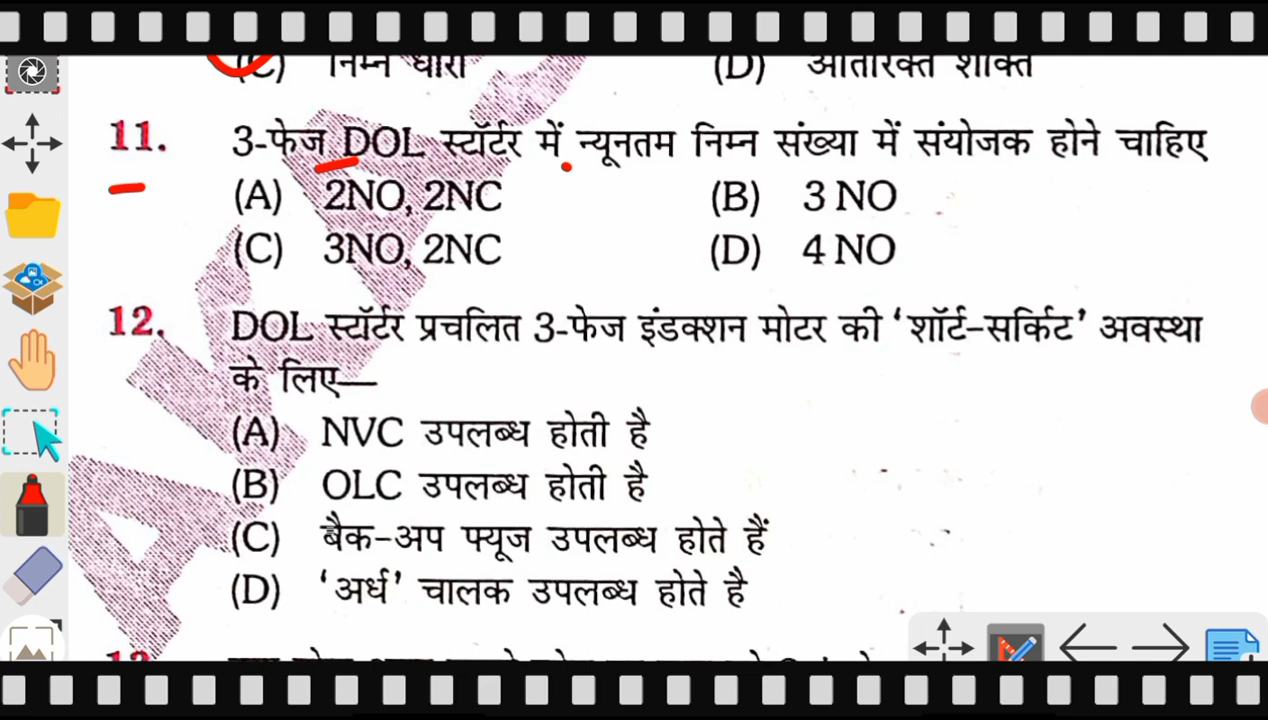 (C) निम्न धारा (D) अतिरिक्त शक्ति
11. 3-फेज DOL स्टॉर्टर में न्यूनतम निम्न संख्या में संयोजक होने चाहिए
(A) 2NO, 2NC (B) 3 NO
(C) 3NO, 2NC (D) 4 NO
12. DOL स्टॉर्टर प्रचलित 3-फेज इंडक्शन मोटर की ‘शॉर्ट-सर्किट’ अवस्था
के लिए—
(A) NVC उपलब्ध होती है
(B) OLC उपलब्ध होती है
(C) बैक-अप फ्यूज उपलब्ध होते हैं
(D) ‘अर्थ’ चालक उपलब्ध होते है
13.